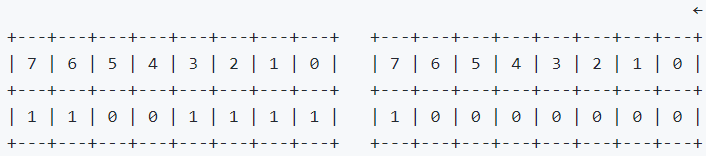 ←
+---+---+---+---+---+---+---+---+   +---+---+---+---+---+---+---+---+
| 7 | 6 | 5 | 4 | 3 | 2 | 1 | 0 |   | 7 | 6 | 5 | 4 | 3 | 2 | 1 | 0 |
+---+---+---+---+---+---+---+---+   +---+---+---+---+---+---+---+---+
| 1 | 1 | 0 | 0 | 1 | 1 | 1 | 1 |   | 1 | 0 | 0 | 0 | 0 | 0 | 0 | 0 |
+---+---+---+---+---+---+---+---+   +---+---+---+---+---+---+---+---+